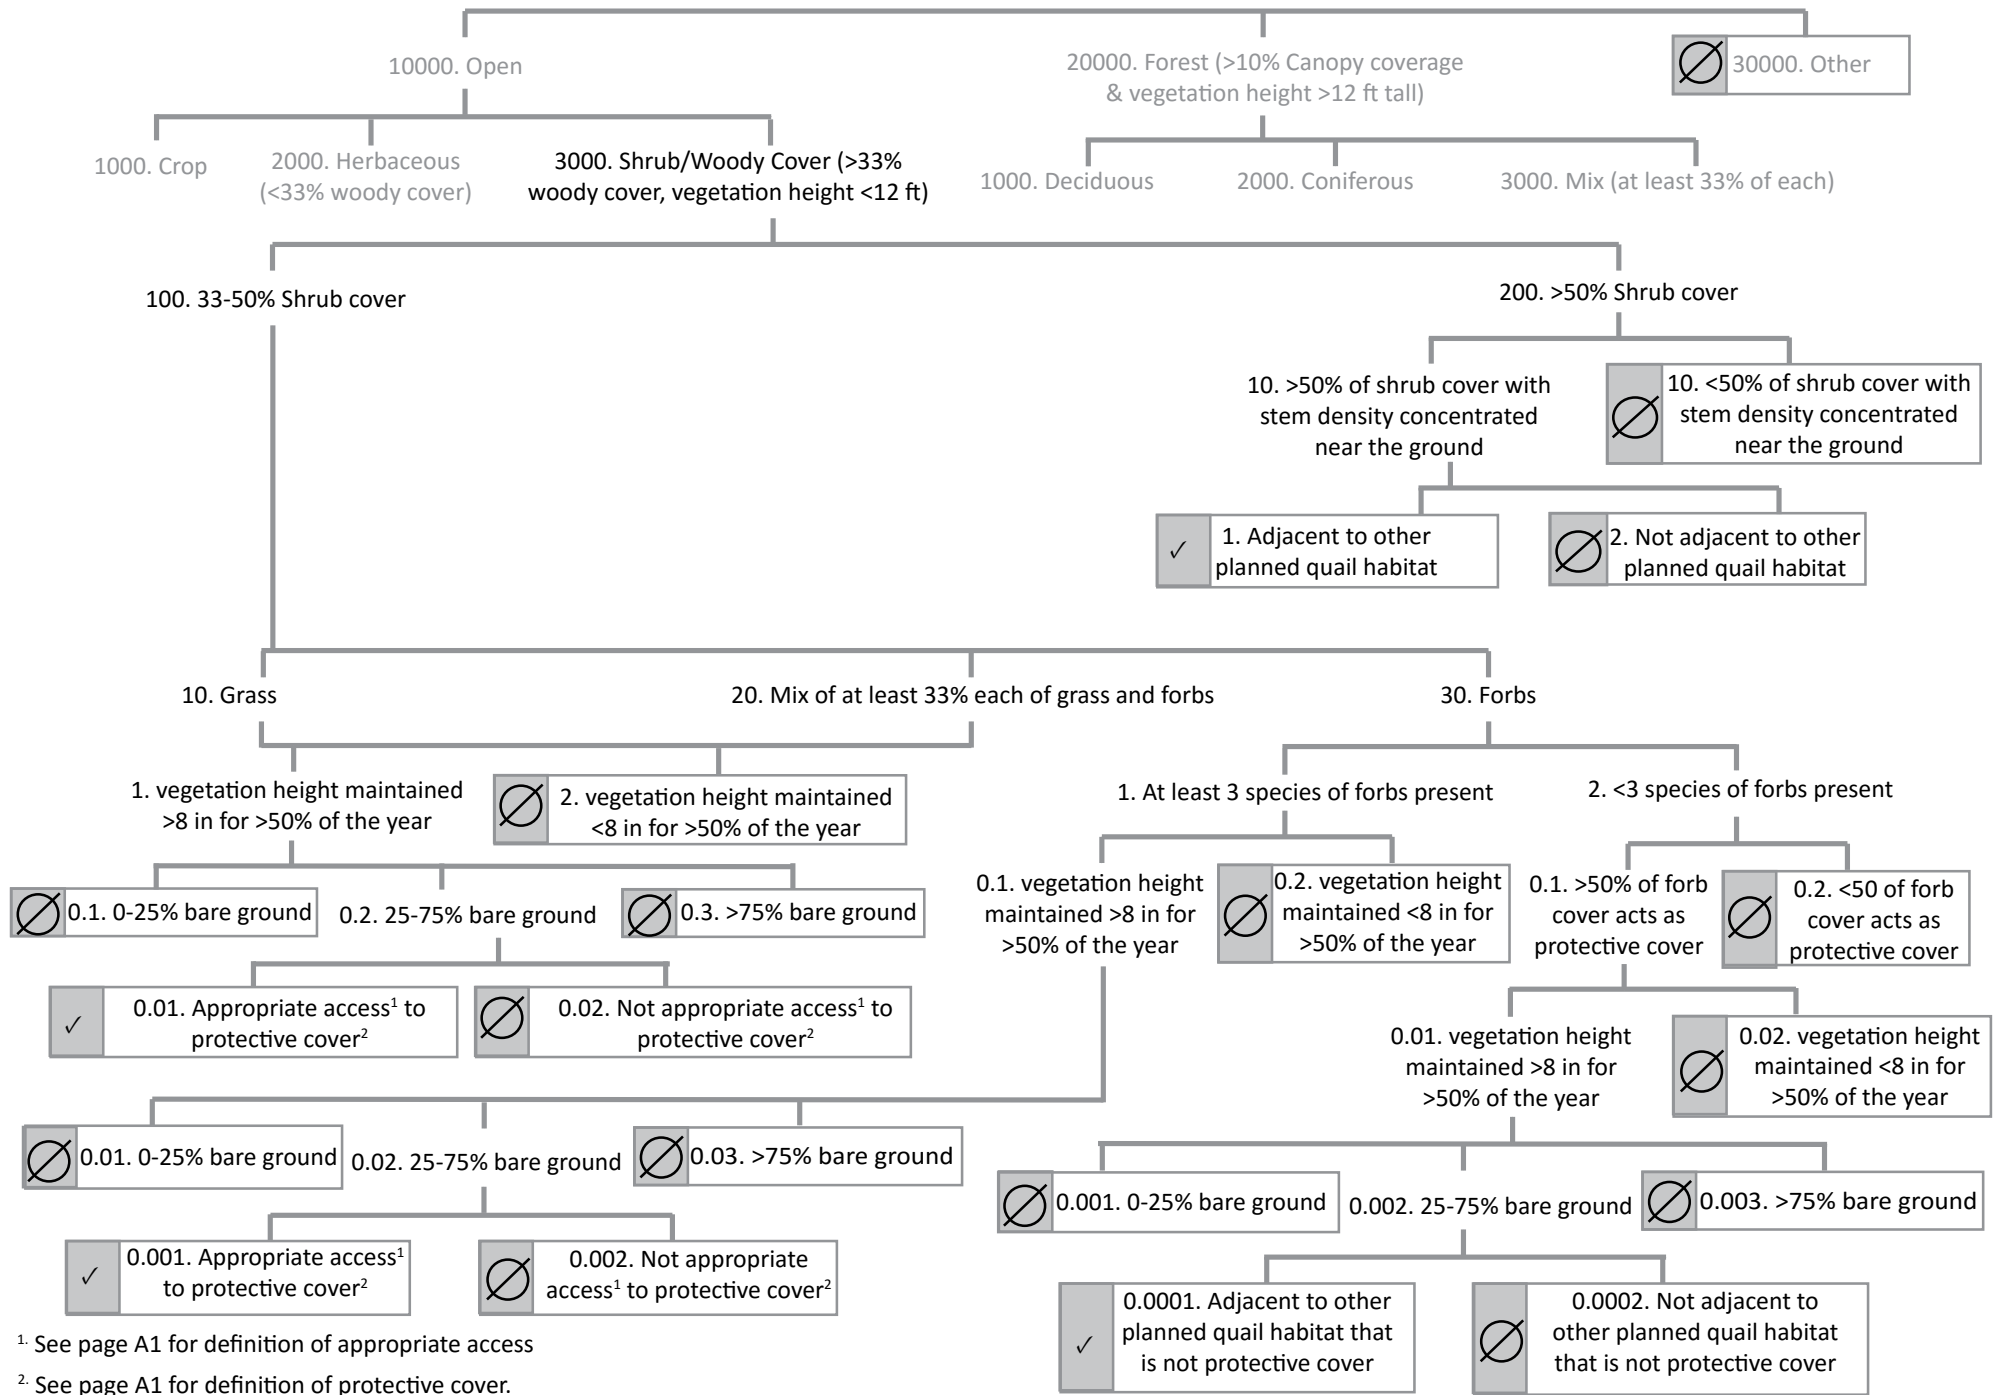 10000. Open
20000. Forest (>10% Canopy coverage
& vegetation height >12 ft tall)
30000. Other
1000. Crop
2000. Herbaceous
(<33% woody cover)
3000. Shrub/Woody Cover (>33%
woody cover, vegetation height <12 ft)
1000. Deciduous
2000. Coniferous
3000. Mix (at least 33% of each)
100. 33-50% Shrub cover
200. >50% Shrub cover
10. >50% of shrub cover with
stem density concentrated
near the ground
10. <50% of shrub cover with
stem density concentrated
near the ground
✓
1. Adjacent to other
planned quail habitat
2. Not adjacent to other
planned quail habitat
10. Grass
20. Mix of at least 33% each of grass and forbs
30. Forbs
1. vegetation height maintained
>8 in for >50% of the year
2. vegetation height maintained
<8 in for >50% of the year
1. At least 3 species of forbs present
2. <3 species of forbs present
0.1. 0-25% bare ground
0.2. 25-75% bare ground
0.3. >75% bare ground
0.1. vegetation height
maintained >8 in for
>50% of the year
0.2. vegetation height
maintained <8 in for
>50% of the year
0.1. >50% of forb
cover acts as
protective cover
0.2. <50 of forb
cover acts as
protective cover
✓
0.01. Appropriate access¹ to
protective cover²
0.02. Not appropriate access¹ to
protective cover²
0.01. vegetation height
maintained >8 in for
>50% of the year
0.02. vegetation height
maintained <8 in for
>50% of the year
0.01. 0-25% bare ground
0.02. 25-75% bare ground
0.03. >75% bare ground
0.001. 0-25% bare ground
0.002. 25-75% bare ground
0.003. >75% bare ground
✓
0.001. Appropriate access¹
to protective cover²
0.002. Not appropriate
access¹ to protective cover²
✓
0.0001. Adjacent to other
planned quail habitat that
is not protective cover
0.0002. Not adjacent to
other planned quail habitat
that is not protective cover
¹· See page A1 for definition of appropriate access
²· See page A1 for definition of protective cover.